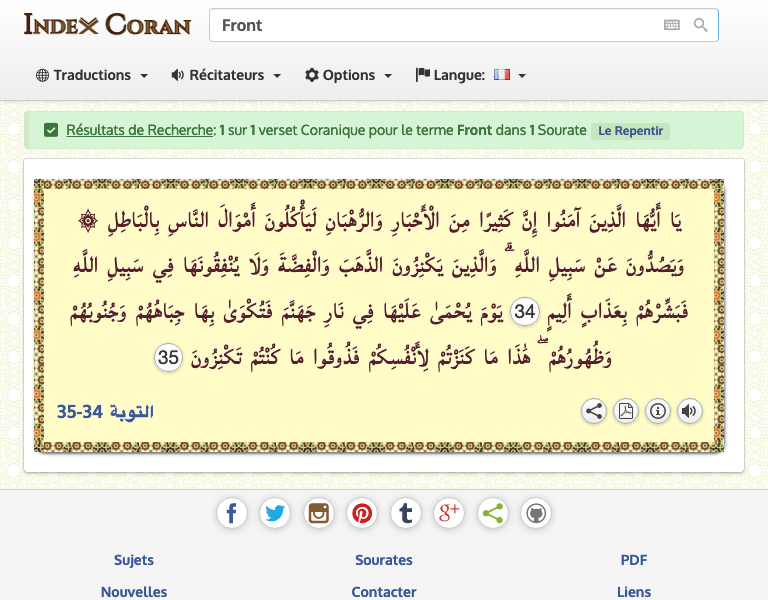 INDEX CORAN
Front
Traductions Récitateurs Options Langue:
Résultats de Recherche: 1 sur 1 verset Coranique pour le terme Front dans 1 Sourate Le Repentir
يَا أَيُّهَا الَّذِينَ آمَنُوا إِنَّ كَثِيرًا مِنَ الْأَحْبَارِ وَالرُّهْبَانِ لَيَأْكُلُونَ أَمْوَالَ النَّاسِ بِالْبَاطِلِ ۞
وَيَصُدُّونَ عَنْ سَبِيلِ اللَّهِ ۗ وَالَّذِينَ يَكْنِزُونَ الذَّهَبَ وَالْفِضَّةَ وَلَا يُنْفِقُونَهَا فِي سَبِيلِ اللَّهِ
فَبَشِّرْهُمْ بِعَذَابٍ أَلِيمٍ 34 يَوْمَ يُحْمَىٰ عَلَيْهَا فِي نَارِ جَهَنَّمَ فَتُكْوَىٰ بِهَا جِبَاهُهُمْ وَجُنُوبُهُمْ
وَظُهُورُهُمْ ۖ هَٰذَا مَا كَنَزْتُمْ لِأَنْفُسِكُمْ فَذُوقُوا مَا كُنْتُمْ تَكْنِزُونَ 35
التوبة 34-35
Sujets Sourates PDF
Nouvelles Contacter Liens